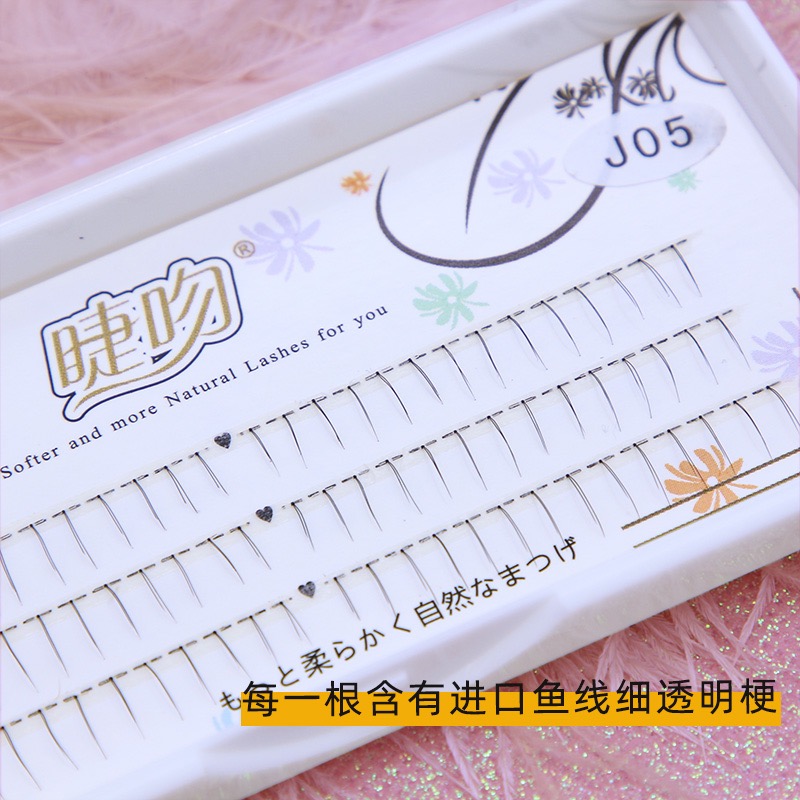 J05
睫吻®
Softer and more Natural Lashes for you
もっと柔らかく自然なまつげ
每一根含有进口鱼线细透明梗